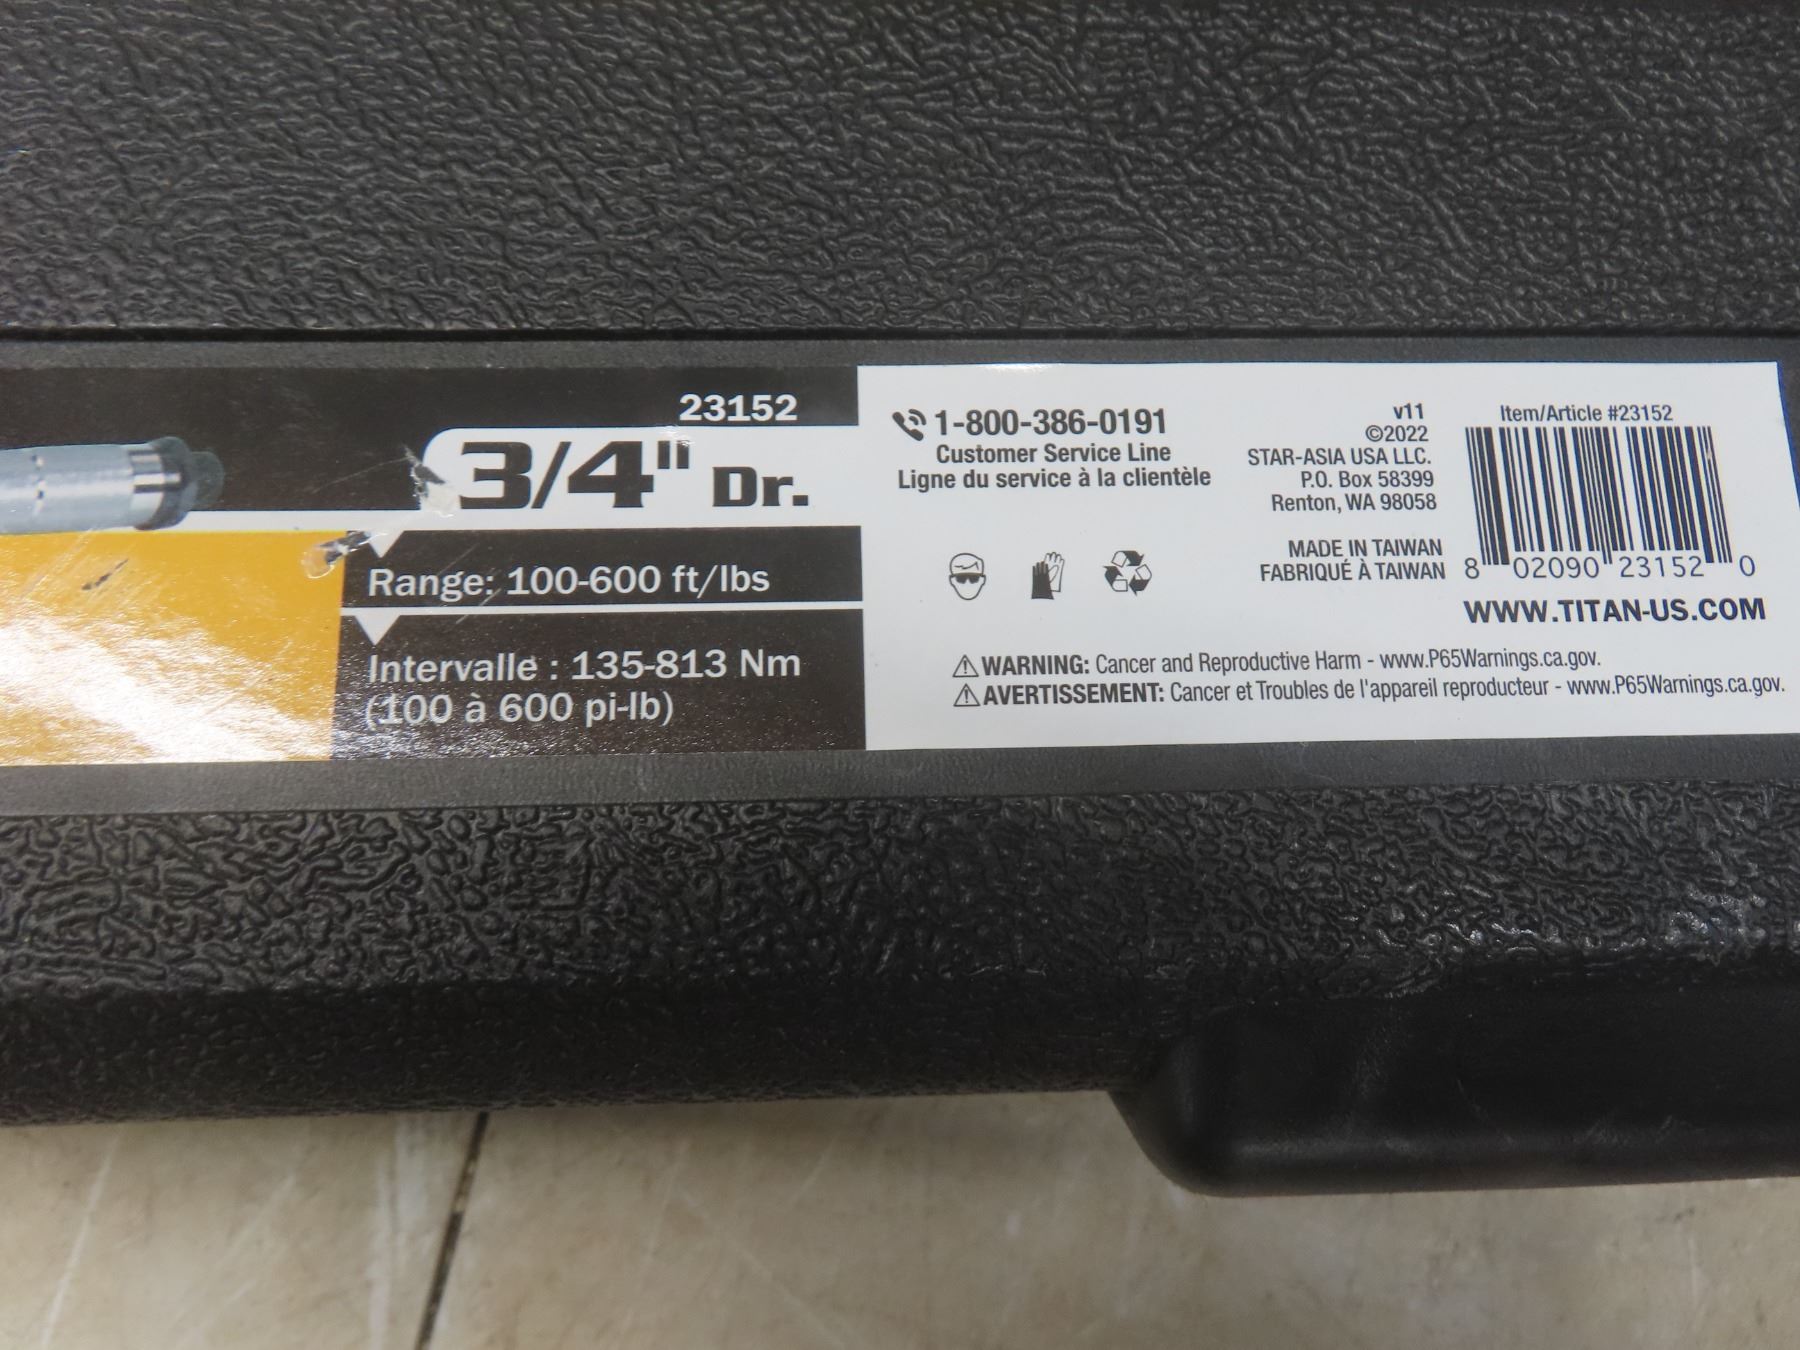 23152
3/4" Dr.
Range: 100-600 ft/lbs
Intervalle : 135-813 Nm
(100 à 600 pi-lb)
1-800-386-0191
Customer Service Line
Ligne du service à la clientèle
v11
©2022
STAR-ASIA USA LLC.
P.O. Box 58399
Renton, WA 98058
MADE IN TAIWAN
FABRIQUÉ À TAIWAN
Item/Article #23152
8 02090 23152 0
WWW.TITAN-US.COM
⚠WARNING: Cancer and Reproductive Harm - www.P65Warnings.ca.gov.
⚠AVERTISSEMENT: Cancer et Troubles de l'appareil reproducteur - www.P65Warnings.ca.gov.